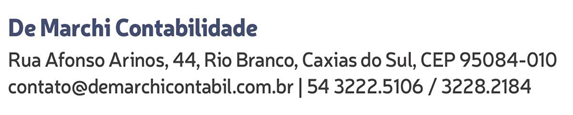 De Marchi Contabilidade
Rua Afonso Arinos, 44, Rio Branco, Caxias do Sul, CEP 95084-010
contato@demarchicontabil.com.br | 54 3222.5106 / 3228.2184